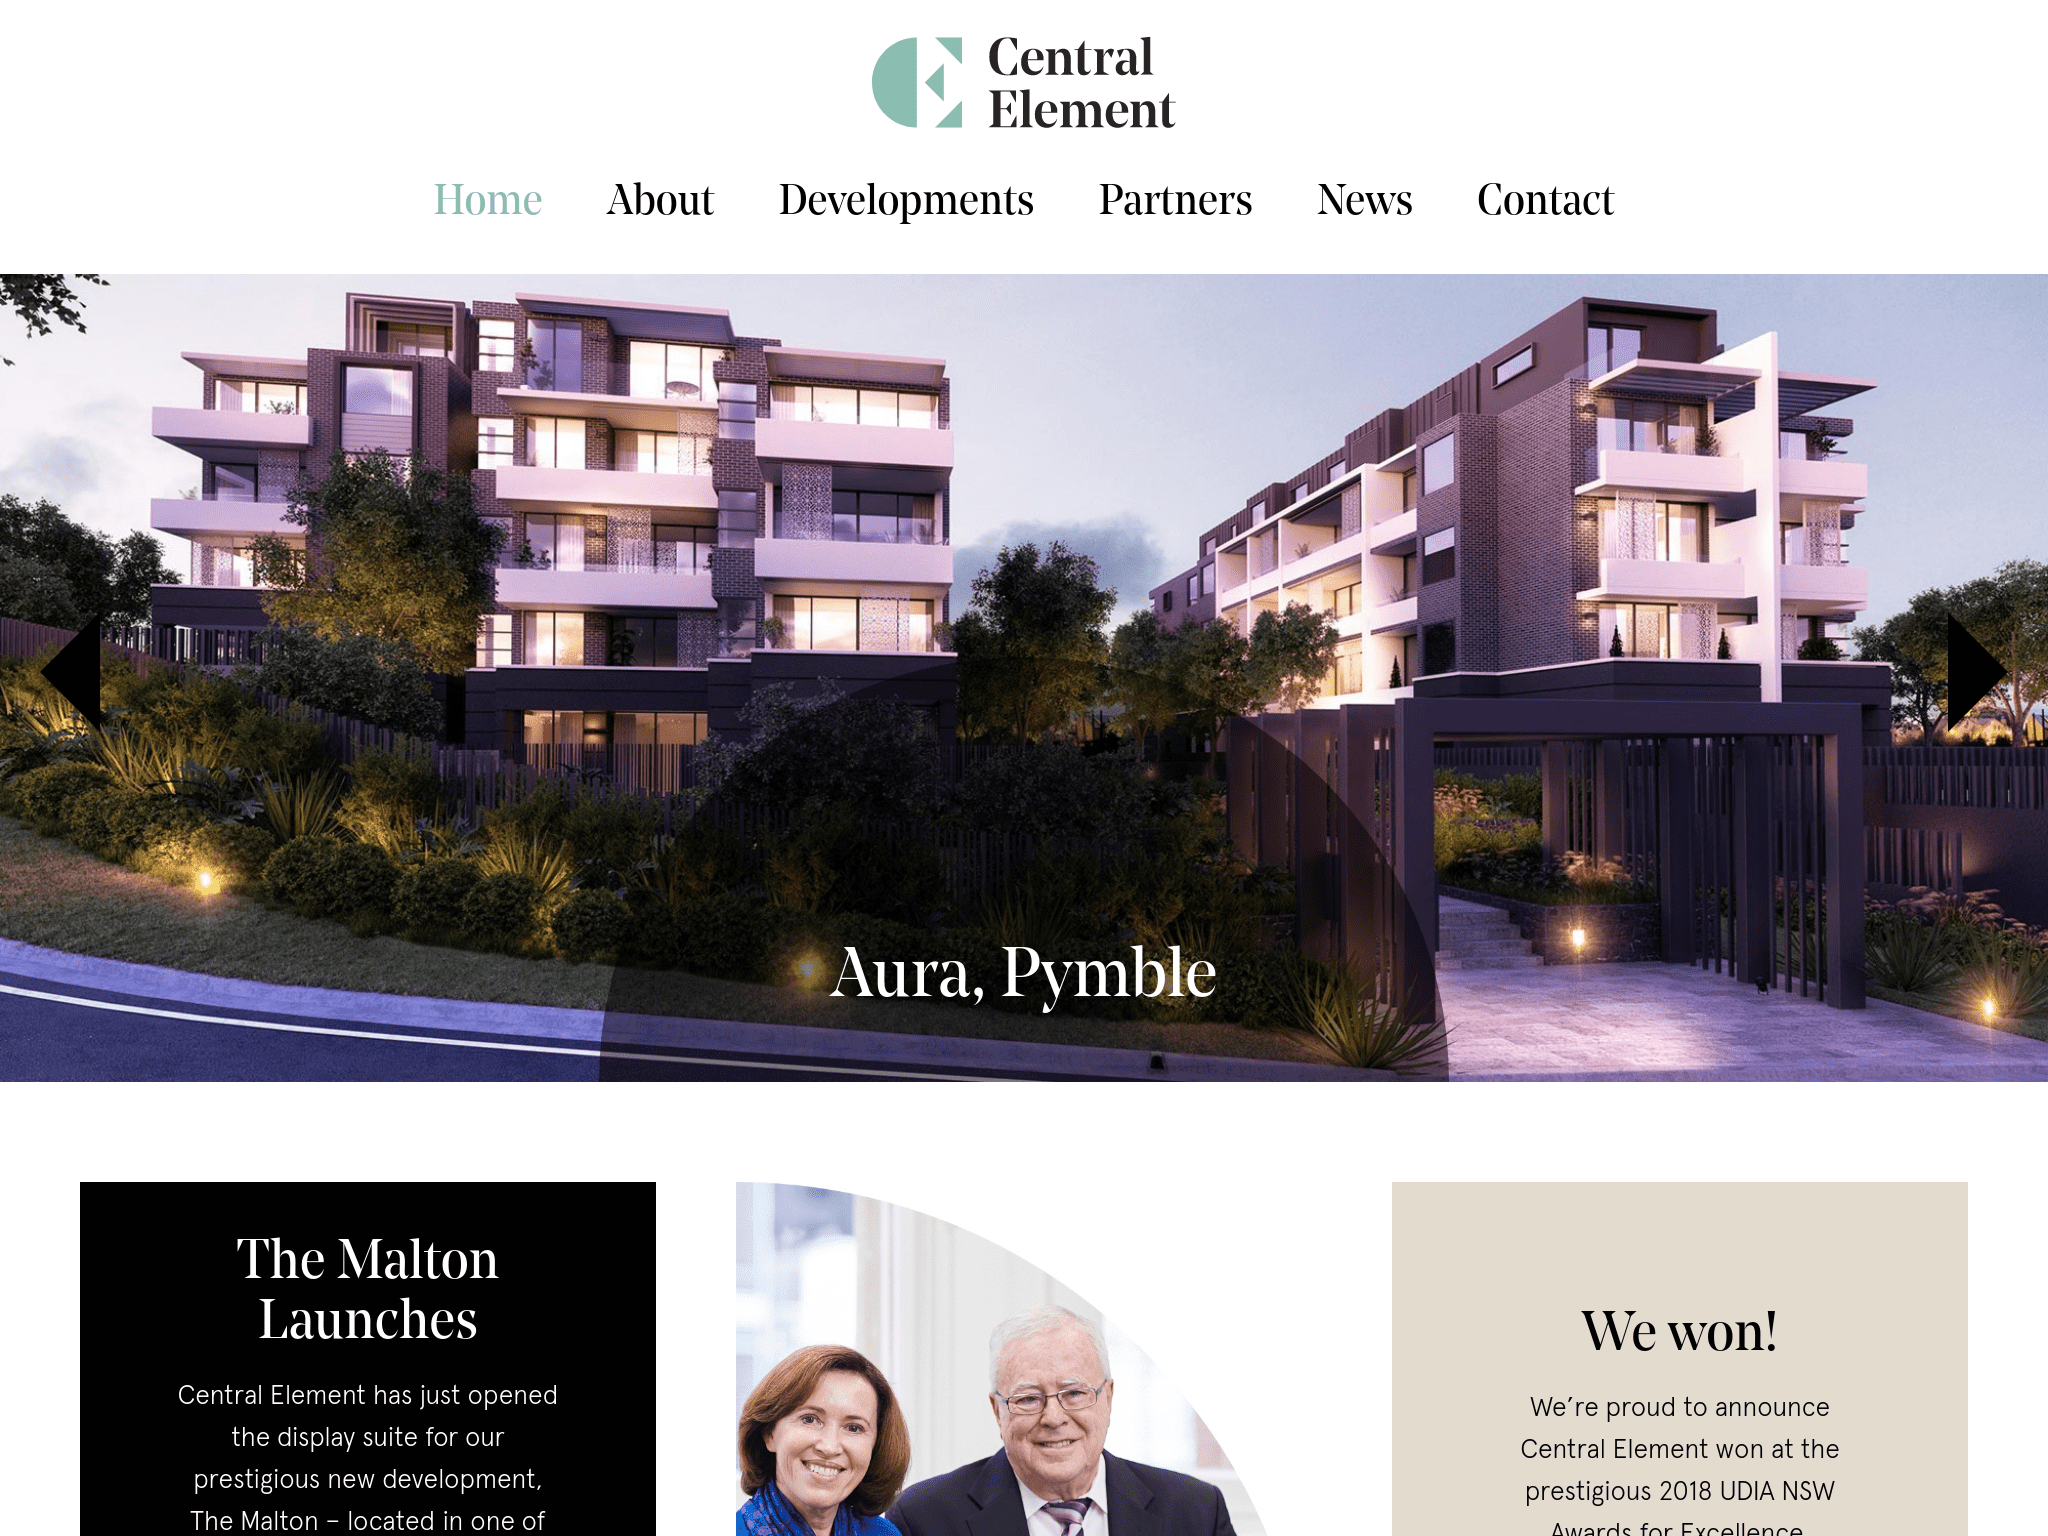 Central
Element
Home About Developments Partners News Contact
Aura, Pymble
The Malton
Launches
Central Element has just opened
the display suite for our
prestigious new development,
The Malton – located in one of
We won!
We’re proud to announce
Central Element won at the
prestigious 2018 UDIA NSW
Awards for Excellence